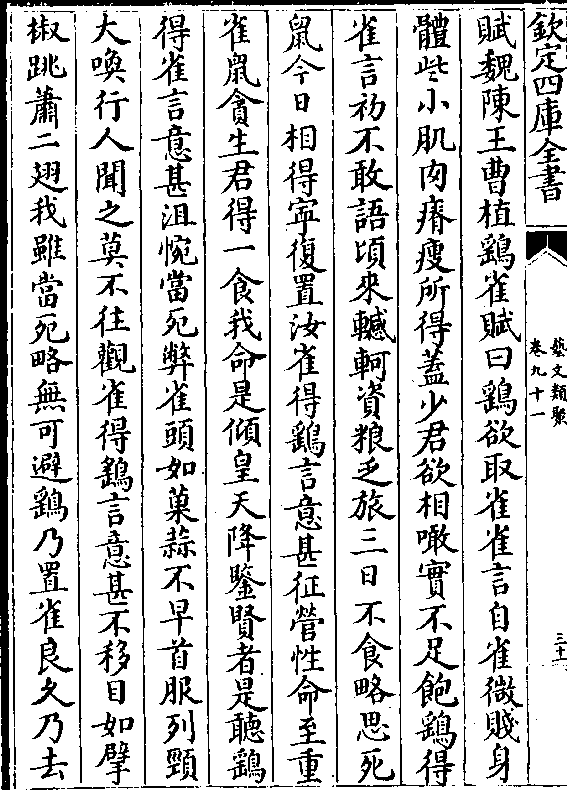 欽定四庫全書
藝文類聚
卷九十一
三十
賦魏陳王曹植鷂雀賦曰鷂欲取雀雀言自雀微賤身
體些小肌肉瘠瘦所得蓋少君欲相噉實不足飽鷂得
雀言初不敢語頃來轗軻資粮乏旅三日不食略思死
鼠今日相得寧復置汝雀得鷂言意甚征營性命至重
雀鼠貪生君得一食我命是傾皇天降鑒賢者是聽鷂
得雀言意甚沮惋當死弊雀頭如菓蒜不早首服列頸
大喚行人聞之莫不往觀雀得鷂言意甚不移目如擘
椒跳蕭二翅我雖當死略無可避鷂乃置雀良久乃去